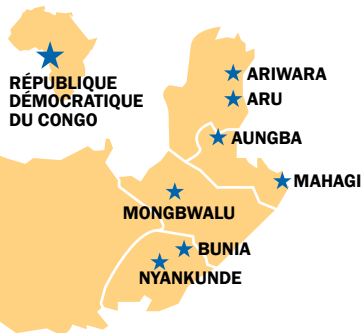 RÉPUBLIQUE
DÉMOCRATIQUE
DU CONGO
ARIWARA
ARU
AUNGBA
MAHAGI
MONGBWALU
BUNIA
NYANKUNDE